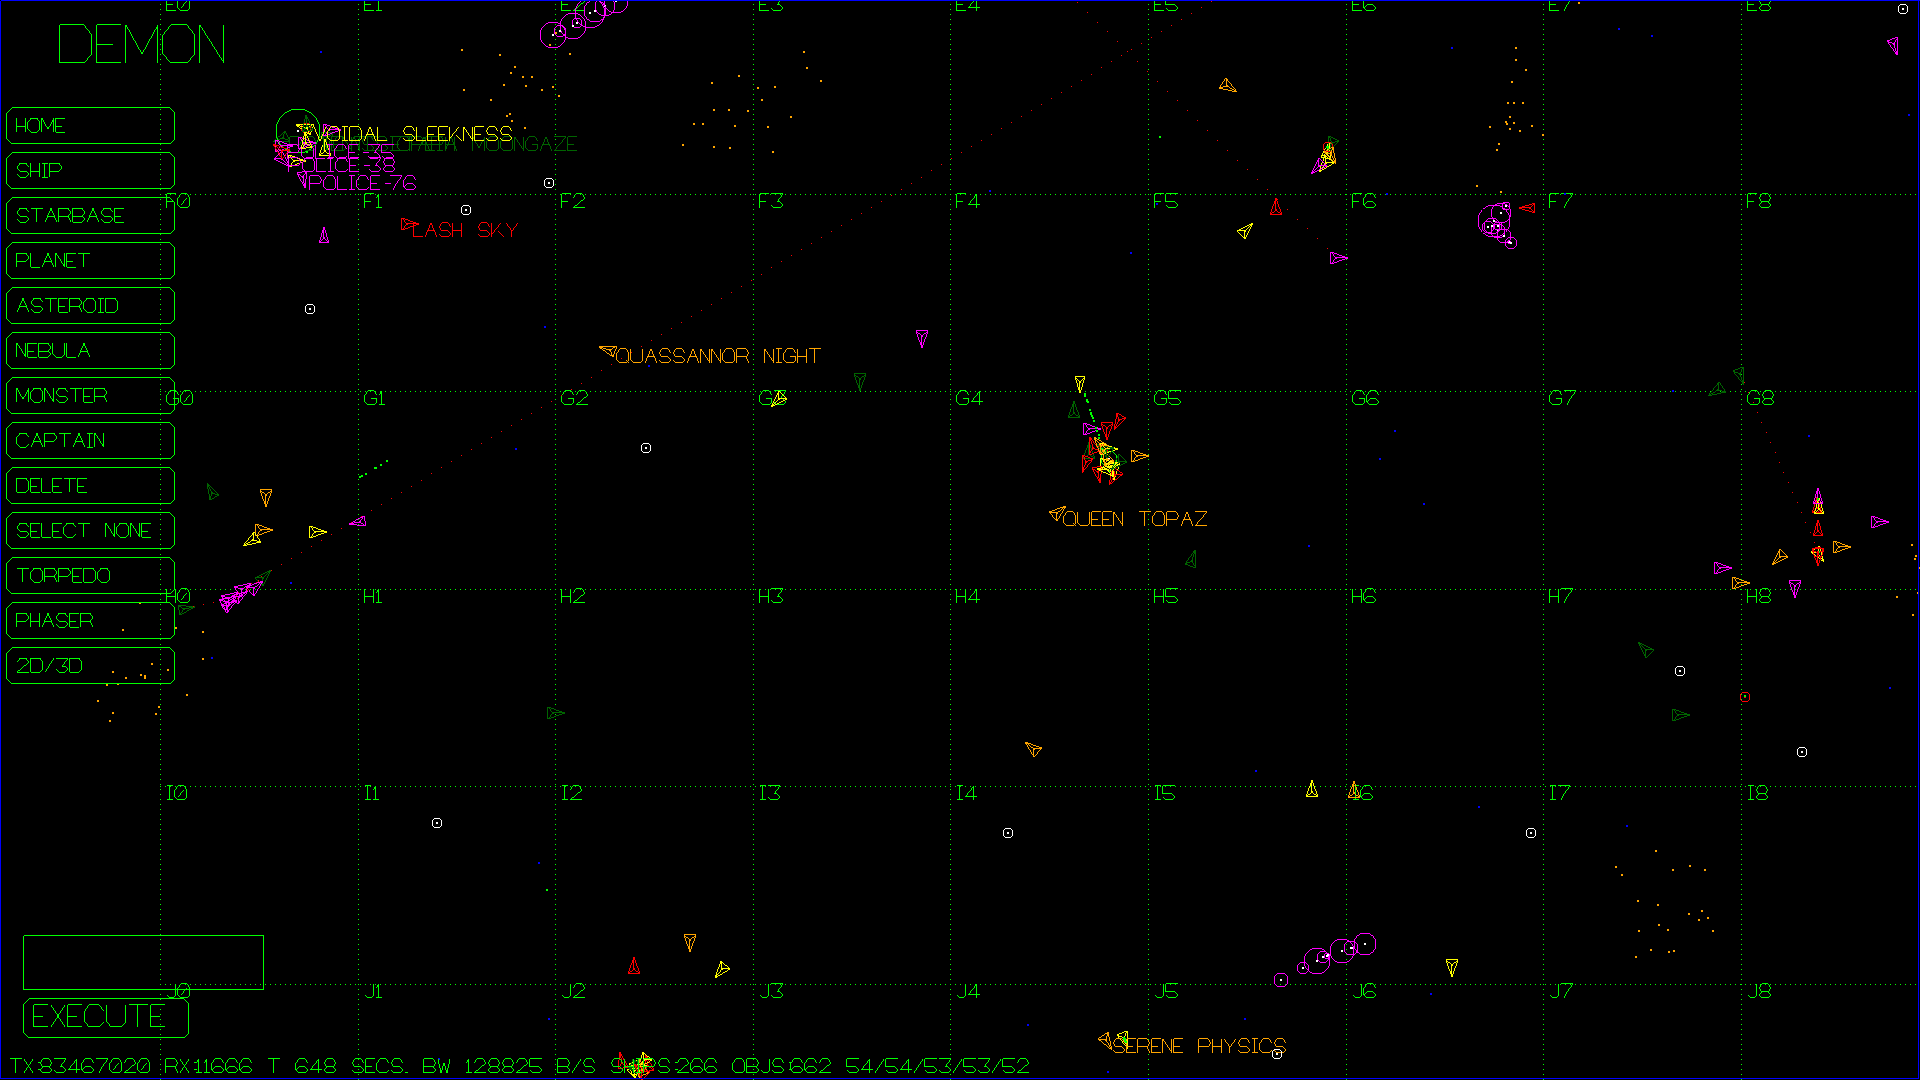 E0 E1 E2 E3 E4 E5 E6 E7 E8
DEMON
HOME
VOIDAL SLEEKNESS
MOONGAZE
POLICE-38
SHIP
POLICE-76
F0 F1 F2 F3 F4 F5 F6 F7 F8
STARBASE
LASH SKY
PLANET
ASTEROID
NEBULA
QUASSANNOR NIGHT
MONSTER
G0 G1 G2 G3 G4 G5 G6 G7 G8
CAPTAIN
DELETE
QUEEN TOPAZ
SELECT NONE
TORPEDO
H0 H1 H2 H3 H4 H5 H6 H7 H8
PHASER
2D/3D
I0 I1 I2 I3 I4 I5 I6 I7 I8
J0 J1 J2 J3 J4 J5 J6 J7 J8
EXECUTE
SERENE PHYSICS
TX:83467020 RX:11666 T 648 SECS. BW 128825 B/S SHIPS:266 OBJS:662 54/54/53/53/52